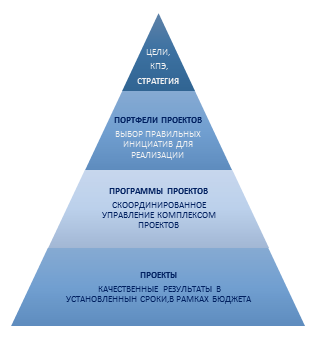 ЦЕЛИ,
КПЭ,
СТРАТЕГИЯ
ПОРТФЕЛИ ПРОЕКТОВ
ВЫБОР ПРАВИЛЬНЫХ
ИНИЦИАТИВ ДЛЯ
РЕАЛИЗАЦИИ
ПРОГРАММЫ ПРОЕКТОВ
СКООРДИНИРОВАННОЕ
УПРАВЛЕНИЕ КОМПЛЕКСОМ
ПРОЕКТОВ
ПРОЕКТЫ
КАЧЕСТВЕННЫЕ РЕЗУЛЬТАТЫ В
УСТАНОВЛЕННЫН СРОКИ,В РАМКАХ БЮДЖЕТА